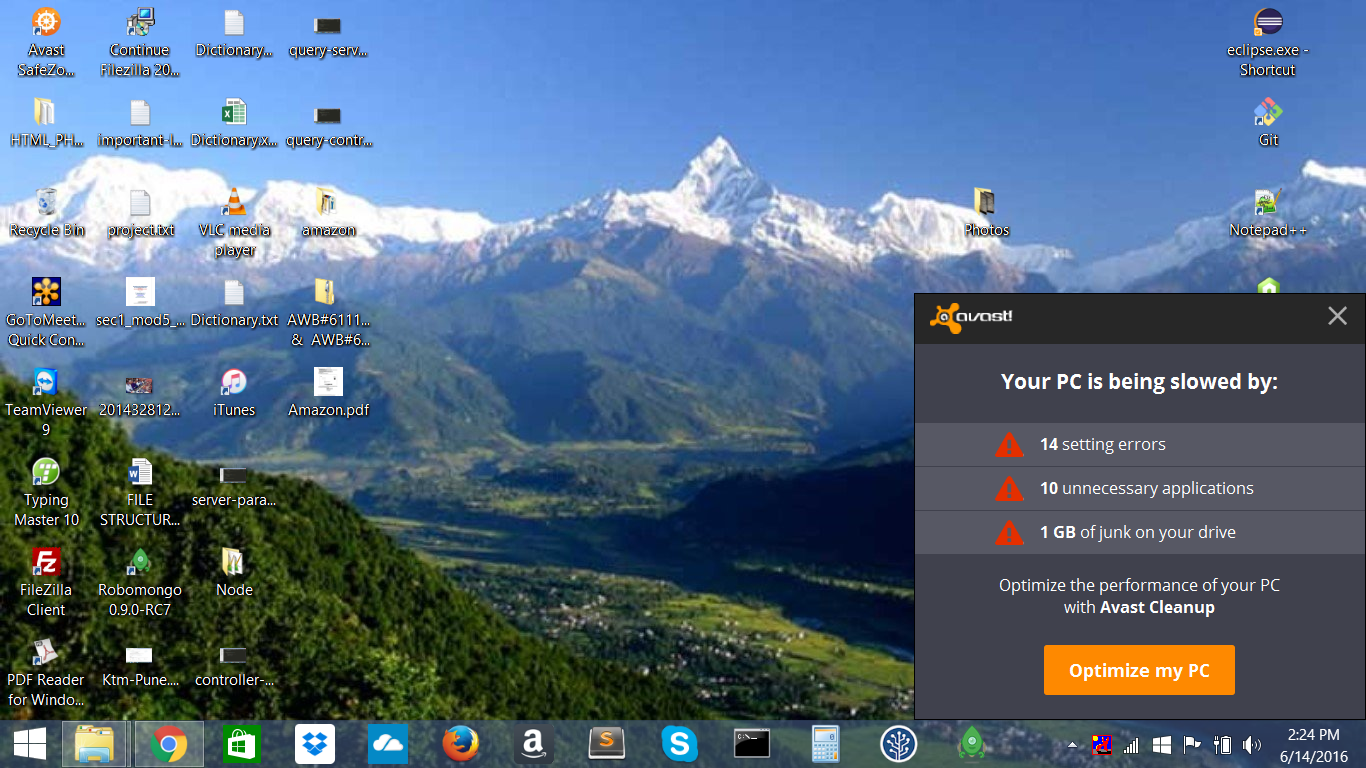 Avast
SafeZo...
Continue
Filezilla 20...
Dictionary...
query-serv...
eclipse.exe -
Shortcut
HTML_PH...
important-l...
Dictionary.x...
query-contr...
Git
Recycle Bin
project.txt
VLC media
player
amazon
Photos
Notepad++
GoToMeet...
Quick Con...
sec1_mod5_...
Dictionary.txt
AWB#6111...
& AWB#6...
TeamViewer
9
201432812...
iTunes
Amazon.pdf
Typing
Master 10
FILE
STRUCTUR...
server-para...
FileZilla
Client
Robomongo
0.9.0-RC7
Node
PDF Reader
for Windo...
Ktm-Pune....
controller-...
avast!
Your PC is being slowed by:
14 setting errors
10 unnecessary applications
1 GB of junk on your drive
Optimize the performance of your PC
with Avast Cleanup
Optimize my PC
2:24 PM
6/14/2016